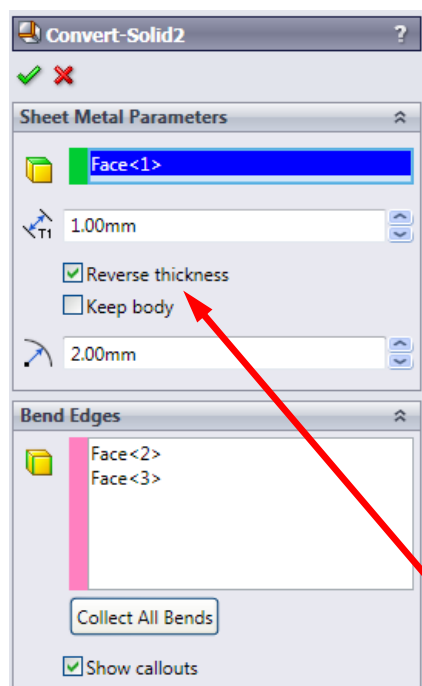 Convert-Solid2 ?
Sheet Metal Parameters
Face<1>
T1 1.00mm
Reverse thickness
Keep body
2.00mm
Bend Edges
Face<2>
Face<3>
Collect All Bends
Show callouts